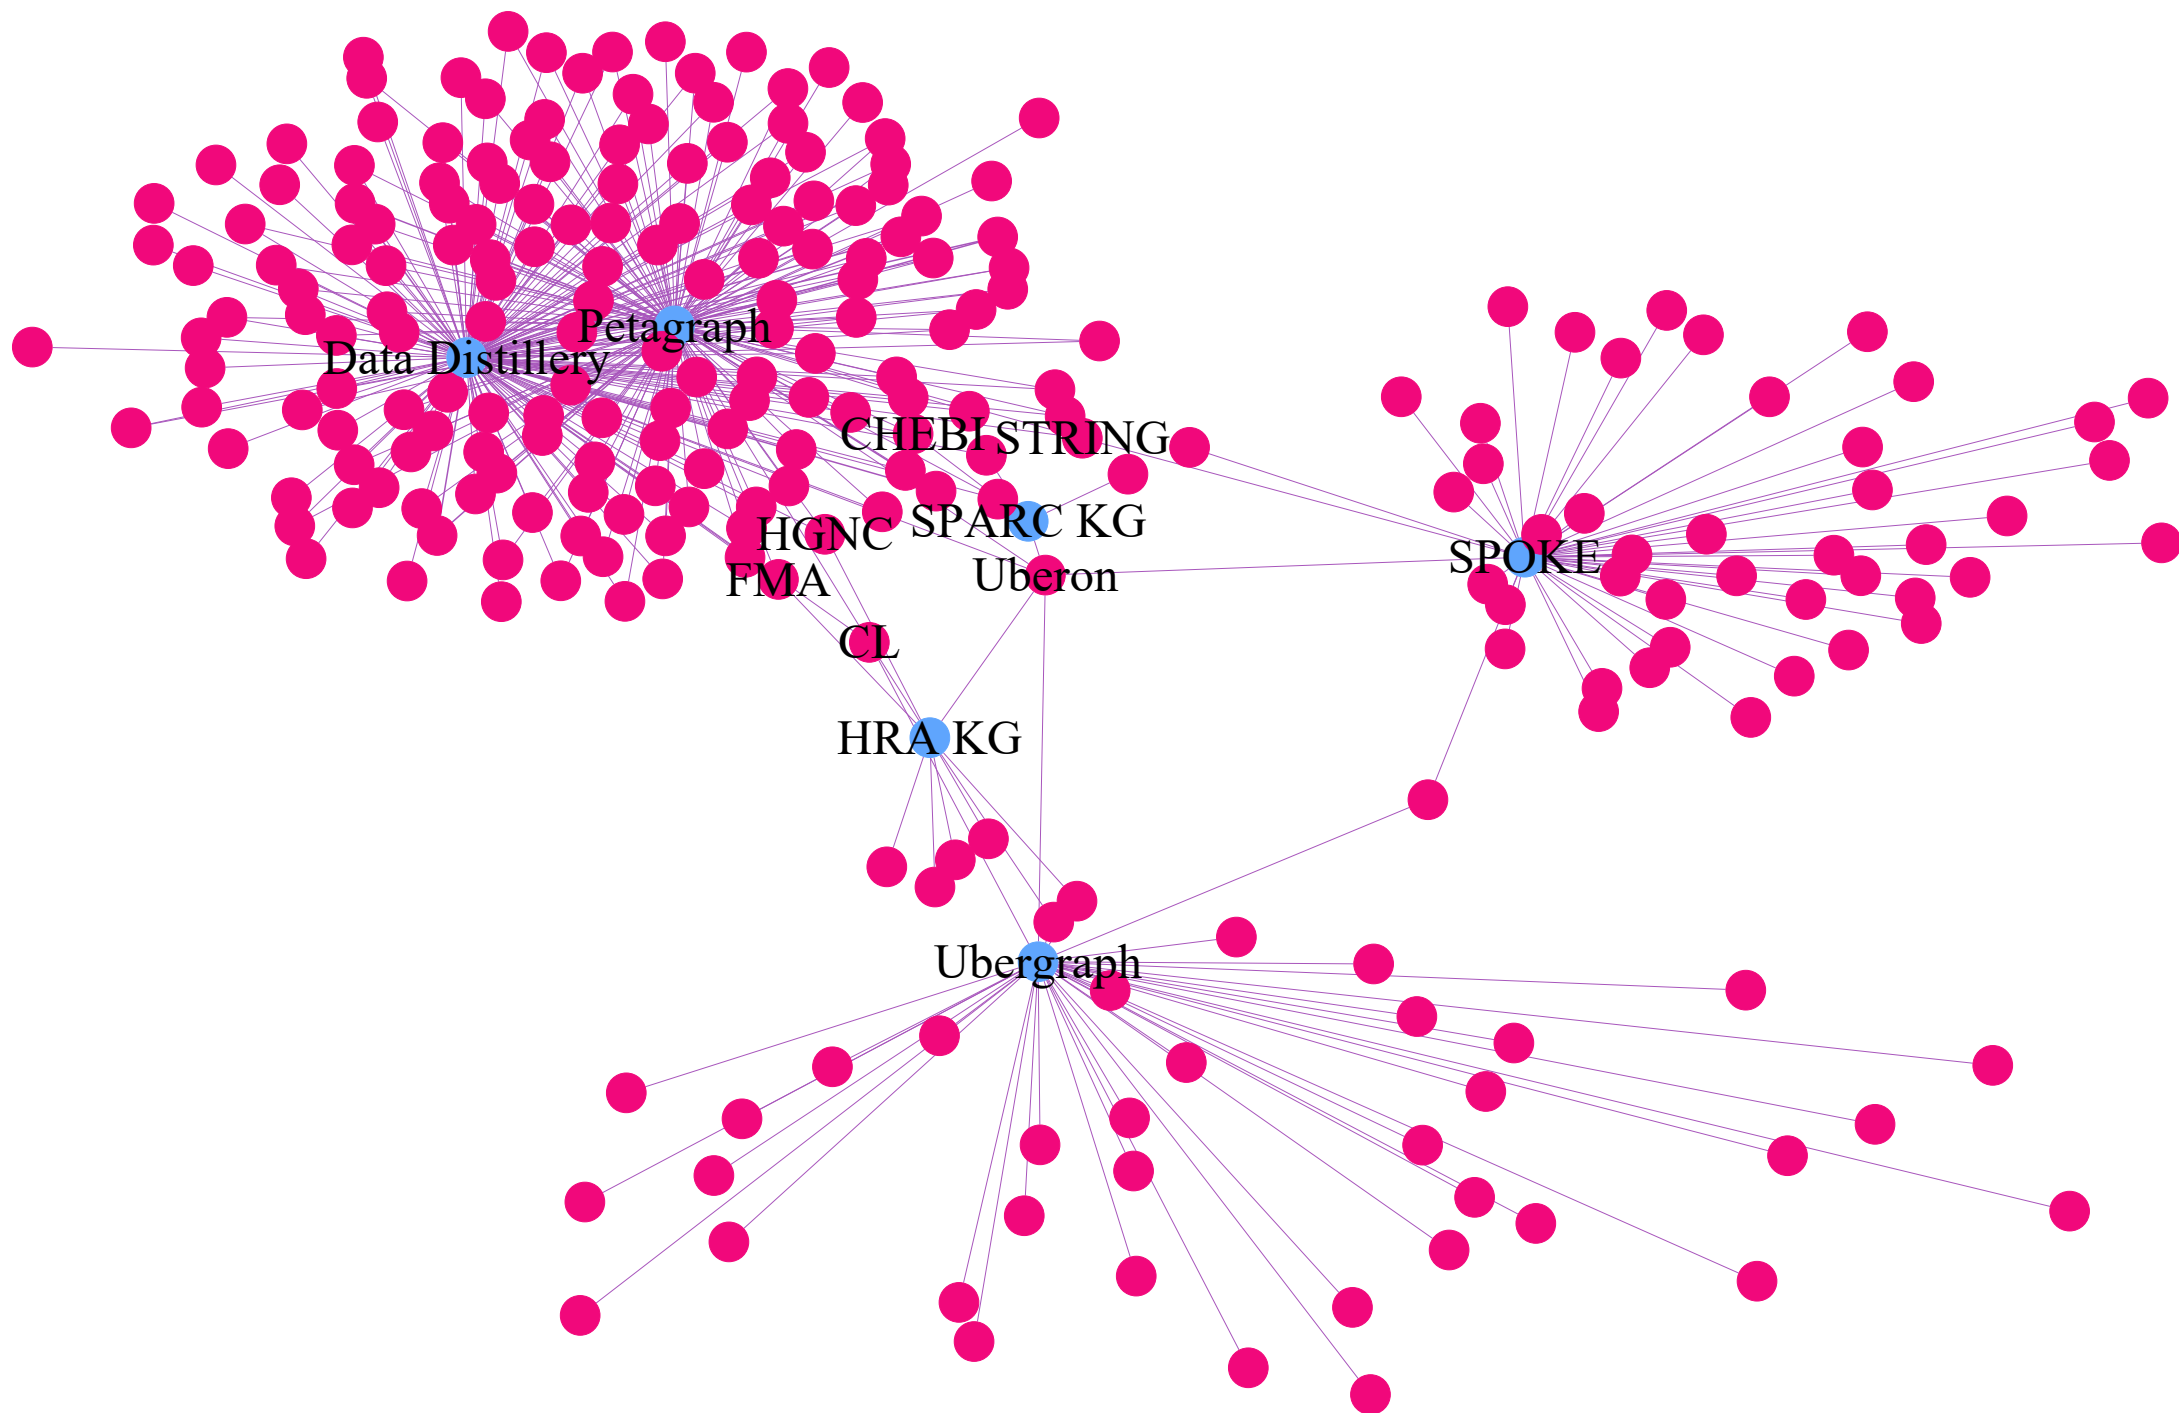 Petagraph
Data Distillery
CHEBI
STRING
HGNC
SPARC KG
FMA
Uberon
SPOKE
CL
HRA KG
Ubergraph